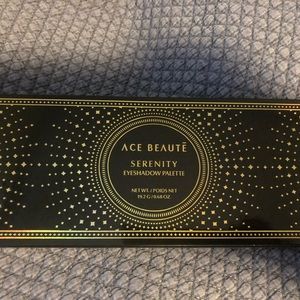 ACE BEAUTÉ
SERENITY
EYESHADOW PALETTE
NET WT. / POIDS NET
19.2 G / 0.68 OZ